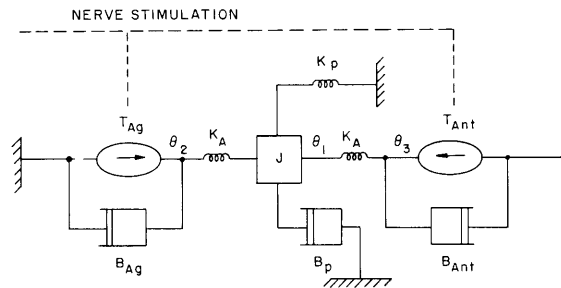 NERVE STIMULATION
K_p
T_Ag
θ_2
K_A
J
θ_1
K_A
θ_3
T_Ant
B_Ag
B_p
B_Ant